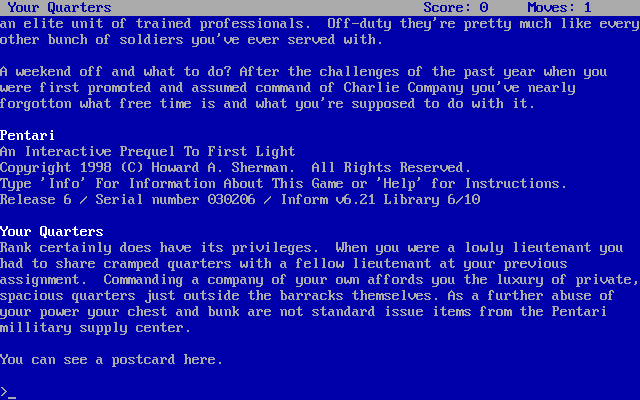 Your Quarters Score: 0 Moves: 1
an elite unit of trained professionals. Off-duty they're pretty much like every
other bunch of soldiers you've ever served with.
A weekend off and what to do? After the challenges of the past year when you
were first promoted and assumed command of Charlie Company you've nearly
forgotton what free time is and what you're supposed to do with it.
Pentari
An Interactive Prequel To First Light
Copyright 1998 (C) Howard A. Sherman. All Rights Reserved.
Type 'Info' For Information About This Game or 'Help' for Instructions.
Release 6 / Serial number 030206 / Inform v6.21 Library 6/10
Your Quarters
Rank certainly does have its privileges. When you were a lowly lieutenant you
had to share cramped quarters with a fellow lieutenant at your previous
assignment. Commanding a company of your own affords you the luxury of private,
spacious quarters just outside the barracks themselves. As a further abuse of
your power your chest and bunk are not standard issue items from the Pentari
millitary supply center.
You can see a postcard here.
>_